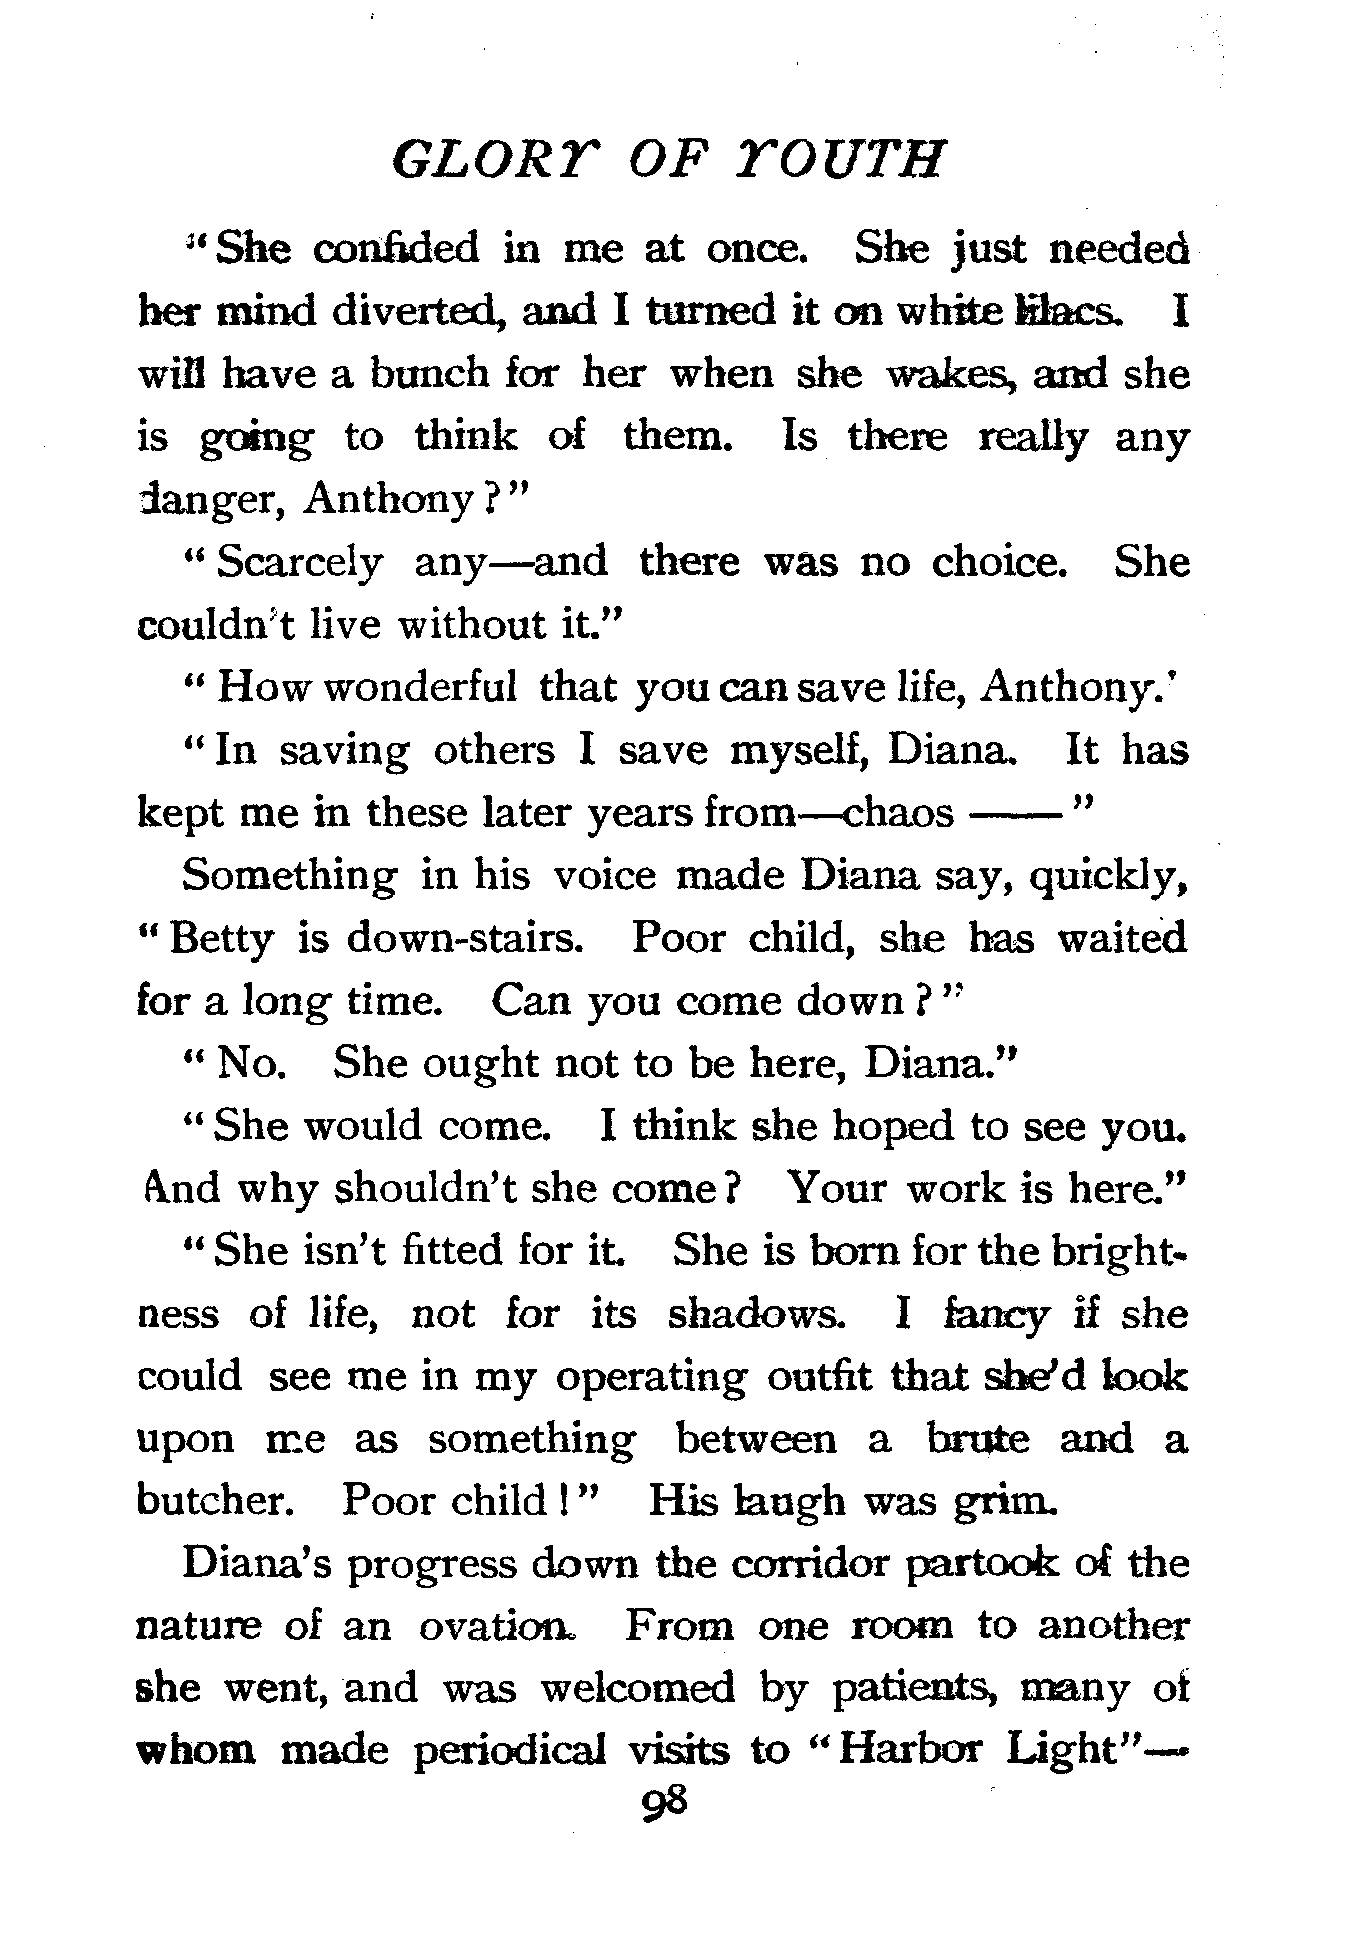 GLORY OF YOUTH
"She confided in me at once. She just needed
her mind diverted, and I turned it on white lilacs. I
will have a bunch for her when she wakes, and she
is going to think of them. Is there really any
danger, Anthony?"
"Scarcely any—and there was no choice. She
couldn't live without it."
"How wonderful that you can save life, Anthony.'
"In saving others I save myself, Diana. It has
kept me in these later years from—chaos ——"
Something in his voice made Diana say, quickly,
"Betty is down-stairs. Poor child, she has waited
for a long time. Can you come down?"
"No. She ought not to be here, Diana."
"She would come. I think she hoped to see you.
And why shouldn't she come? Your work is here."
"She isn't fitted for it. She is born for the bright-
ness of life, not for its shadows. I fancy if she
could see me in my operating outfit that she'd look
upon me as something between a brute and a
butcher. Poor child!" His laugh was grim.
Diana's progress down the corridor partook of the
nature of an ovation. From one room to another
she went, and was welcomed by patients, many of
whom made periodical visits to "Harbor Light"—
98